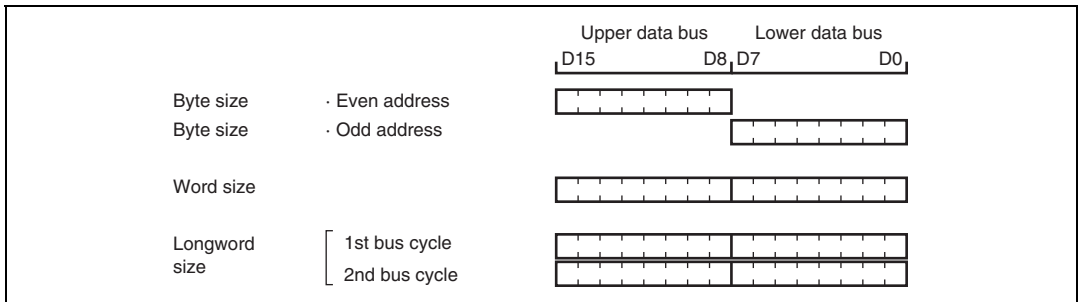 Upper data bus Lower data bus
D15 D8 D7 D0
Byte size · Even address
Byte size · Odd address
Word size
Longword size
1st bus cycle
2nd bus cycle